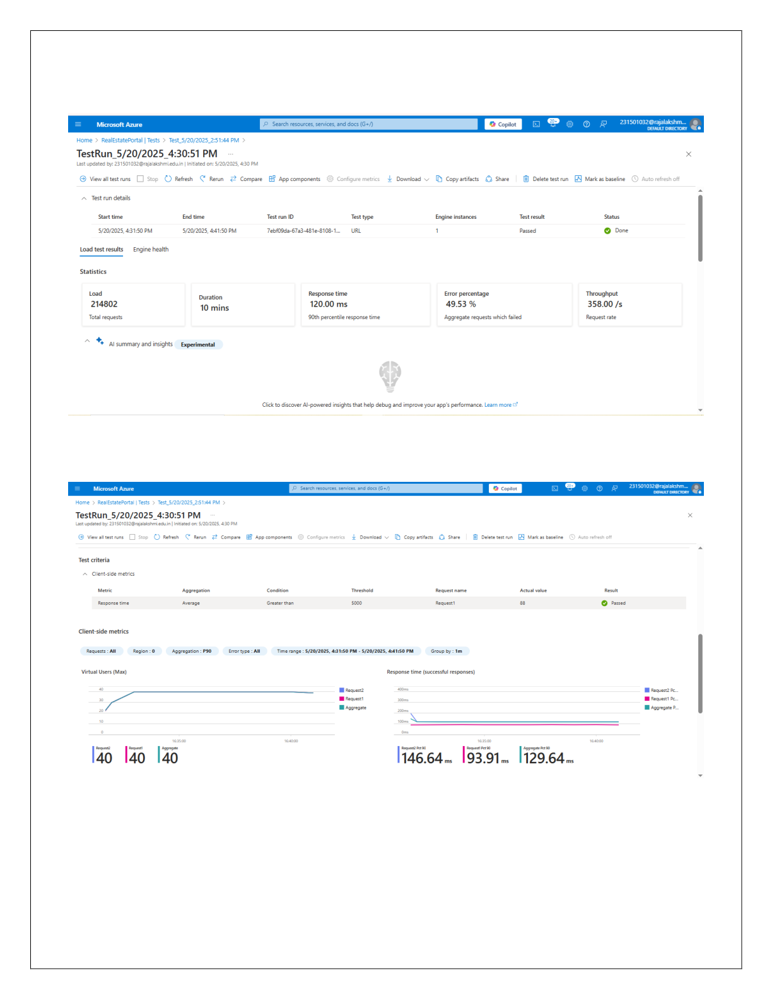 Microsoft Azure
Search resources, services, and docs (G+/)
Copilot
20+
231501032@rajalakshm...
DEFAULT DIRECTORY
Home > RealEstatePortal | Tests > Test_5/20/2025_2:51:44 PM >
TestRun_5/20/2025_4:30:51 PM ...
Last updated by: 231501032@rajalakshmi.edu.in | Initiated on: 5/20/2025, 4:30 PM
View all test runs Stop Refresh Rerun Compare App components Configure metrics Download Copy artifacts Share Delete test run Mark as baseline Auto refresh off
Test run details
Start time End time Test run ID Test type Engine instances Test result Status
5/20/2025, 4:31:50 PM 5/20/2025, 4:41:50 PM 7ebf09da-67a3-481e-8108-1... URL 1 Passed Done
Load test results Engine health
Statistics
Load
214802
Total requests
Duration
10 mins
Response time
120.00 ms
90th percentile response time
Error percentage
49.53 %
Aggregate requests which failed
Throughput
358.00 /s
Request rate
AI summary and insights Experimental
Click to discover AI-powered insights that help debug and improve your app's performance. Learn more
Microsoft Azure
Search resources, services, and docs (G+/)
Copilot
20+
231501032@rajalakshm...
DEFAULT DIRECTORY
Home > RealEstatePortal | Tests > Test_5/20/2025_2:51:44 PM >
TestRun_5/20/2025_4:30:51 PM ...
Last updated by: 231501032@rajalakshmi.edu.in | Initiated on: 5/20/2025, 4:30 PM
View all test runs Stop Refresh Rerun Compare App components Configure metrics Download Copy artifacts Share Delete test run Mark as baseline Auto refresh off
Test criteria
Client-side metrics
Metric Aggregation Condition Threshold Request name Actual value Result
Response time Average Greater than 5000 Request1 88 Passed
Client-side metrics
Requests : All Region : 0 Aggregation : P90 Error type : All Time range : 5/20/2025, 4:31:50 PM - 5/20/2025, 4:41:50 PM Group by : 1m
Virtual Users (Max)
40
30
20
10
0
16:35:00 16:40:00
Request2
Request1
Aggregate
Request2 Request1 Aggregate
40 40 40
Response time (successful responses)
400ms
300ms
200ms
100ms
0ms
16:35:00 16:40:00
Request2 Pc...
Request1 Pc...
Aggregate P...
Request2 Pct 90 Request1 Pct 90 Aggregate Pct 90
146.64 ms 93.91 ms 129.64 ms